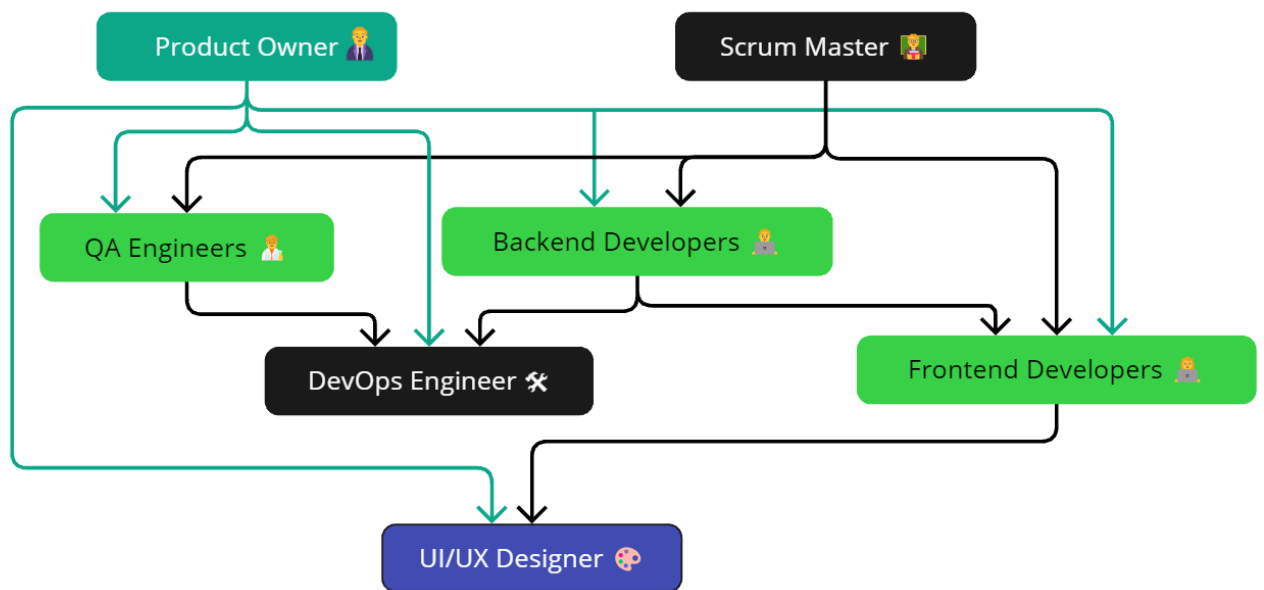 Product Owner
Scrum Master
QA Engineers
Backend Developers
DevOps Engineer
Frontend Developers
UI/UX Designer